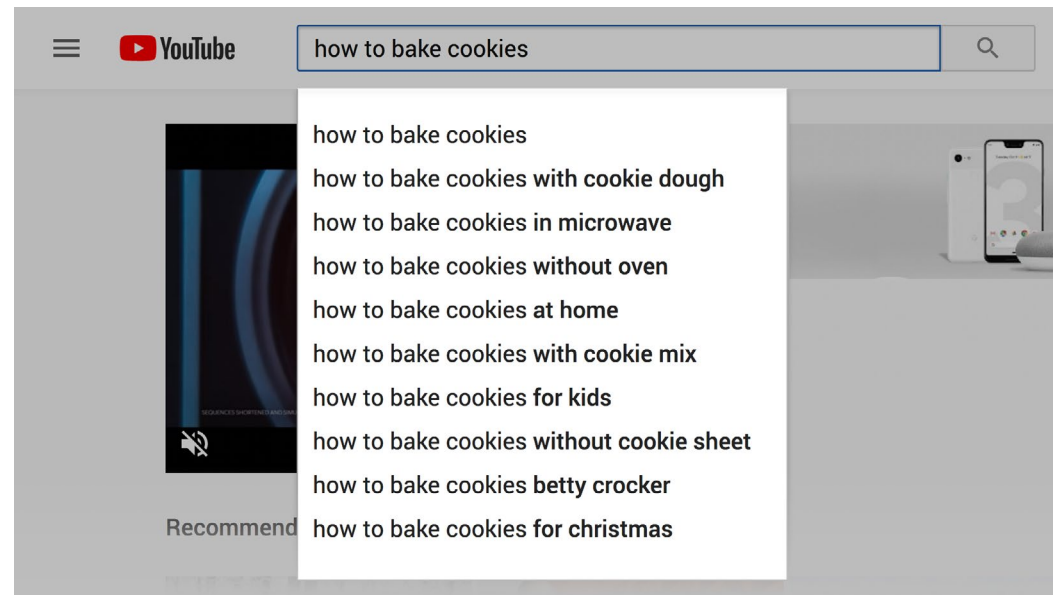 YouTube
how to bake cookies
how to bake cookies
how to bake cookies with cookie dough
how to bake cookies in microwave
how to bake cookies without oven
how to bake cookies at home
how to bake cookies with cookie mix
how to bake cookies for kids
how to bake cookies without cookie sheet
how to bake cookies betty crocker
how to bake cookies for christmas
SEQUENCES SHORTENED AND
Recommend